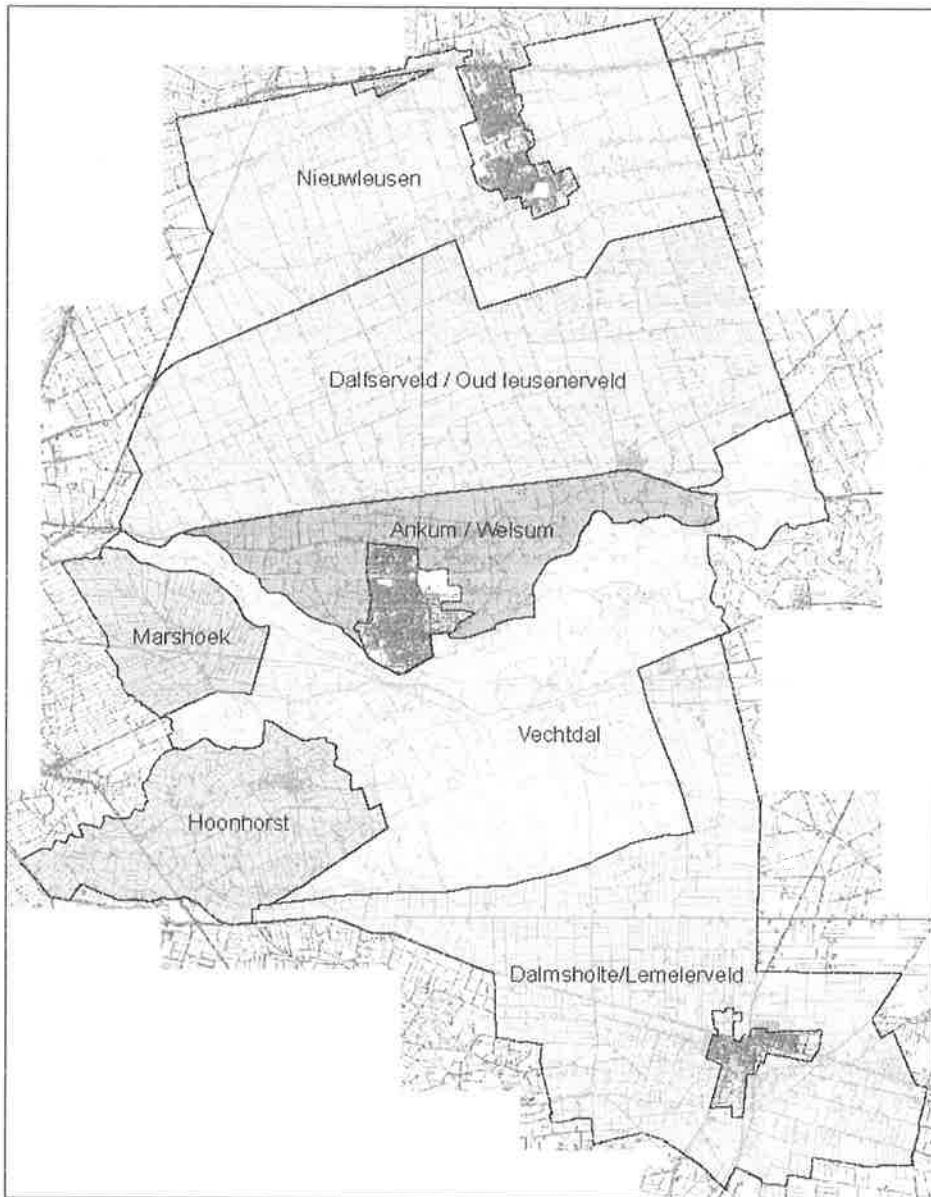 Nieuwleusen
Dalfserveld / Oud leusenerveld
Ankum / Welsum
Marshoek
Vechtdal
Hoonhorst
Dalmsholte/Lemelerveld